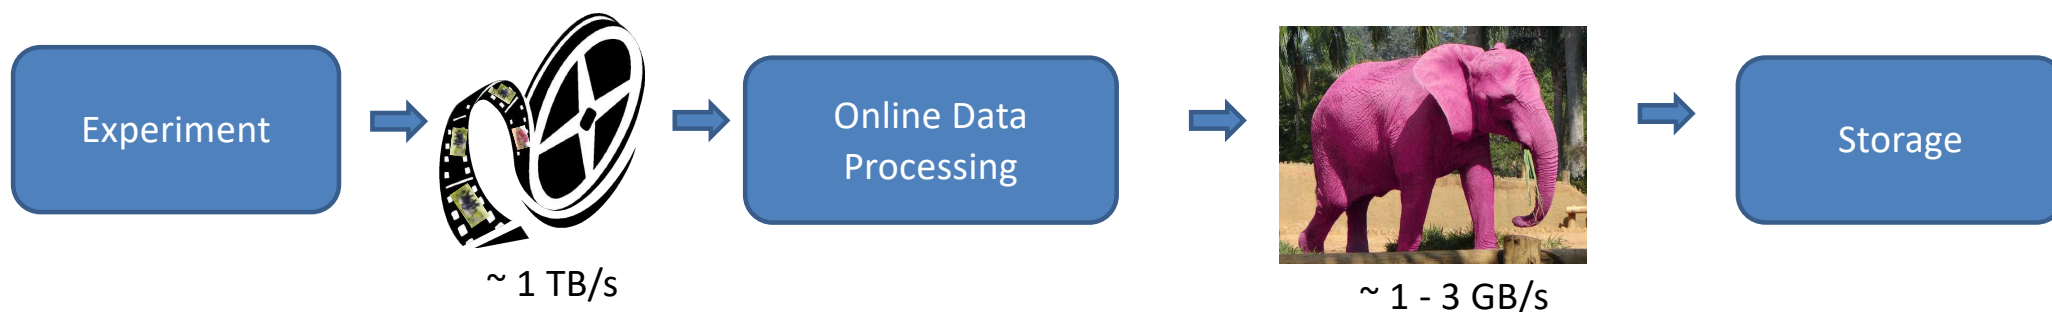 Experiment
~ 1 TB/s
Online Data
Processing
~ 1 - 3 GB/s
Storage